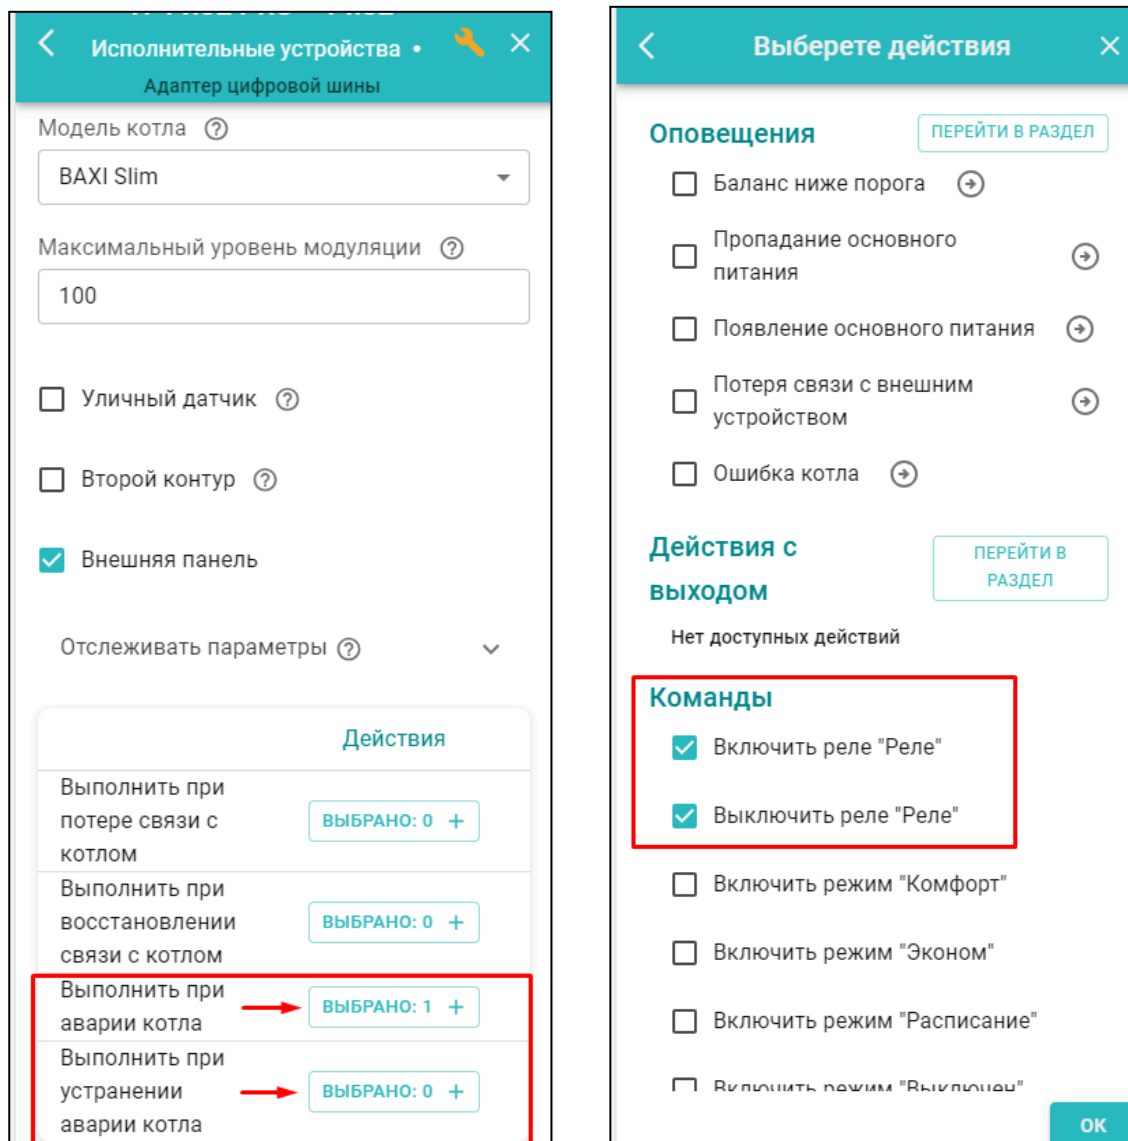 Исполнительные устройства •
Адаптер цифровой шины
Модель котла
BAXI Slim
Максимальный уровень модуляции
100
Уличный датчик
Второй контур
Внешняя панель
Отслеживать параметры
Действия
Выполнить при
потере связи с
котлом
ВЫБРАНО: 0 +
Выполнить при
восстановлении
связи с котлом
ВЫБРАНО: 0 +
Выполнить при
аварии котла
ВЫБРАНО: 1 +
Выполнить при
устранении
аварии котла
ВЫБРАНО: 0 +
Выберете действия
Оповещения
ПЕРЕЙТИ В РАЗДЕЛ
Баланс ниже порога
Пропадание основного
питания
Появление основного питания
Потеря связи с внешним
устройством
Ошибка котла
Действия с
выходом
ПЕРЕЙТИ В
РАЗДЕЛ
Нет доступных действий
Команды
Включить реле "Реле"
Выключить реле "Реле"
Включить режим "Комфорт"
Включить режим "Эконом"
Включить режим "Расписание"
Включить режим "Выключен"
ОК